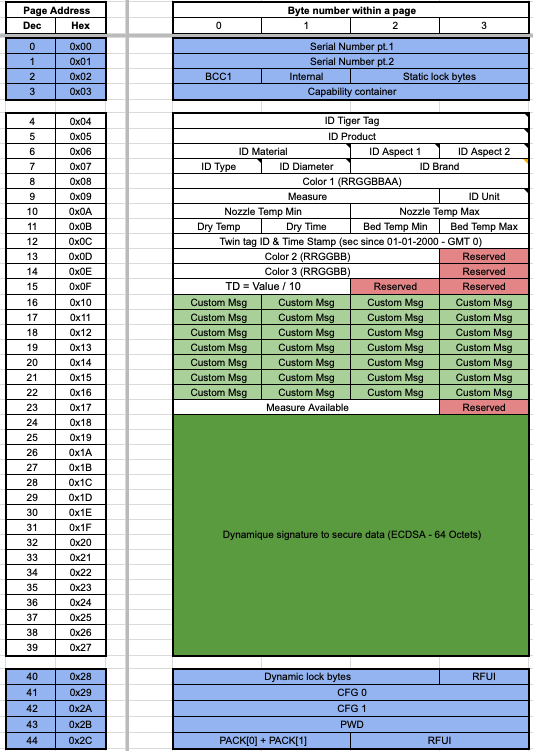 Page Address Byte number within a page
Dec Hex 0 1 2 3
0 0x00 Serial Number pt.1
1 0x01 Serial Number pt.2
2 0x02 BCC1 Internal Static lock bytes
3 0x03 Capability container
4 0x04 ID Tiger Tag
5 0x05 ID Product
6 0x06 ID Material ID Aspect 1 ID Aspect 2
7 0x07 ID Type ID Diameter ID Brand
8 0x08 Color 1 (RRGGBBAA)
9 0x09 Measure ID Unit
10 0x0A Nozzle Temp Min Nozzle Temp Max
11 0x0B Dry Temp Dry Time Bed Temp Min Bed Temp Max
12 0x0C Twin tag ID & Time Stamp (sec since 01-01-2000 - GMT 0)
13 0x0D Color 2 (RRGGBB) Reserved
14 0x0E Color 3 (RRGGBB) Reserved
15 0x0F TD = Value / 10 Reserved Reserved
16 0x10 Custom Msg Custom Msg Custom Msg Custom Msg
17 0x11 Custom Msg Custom Msg Custom Msg Custom Msg
18 0x12 Custom Msg Custom Msg Custom Msg Custom Msg
19 0x13 Custom Msg Custom Msg Custom Msg Custom Msg
20 0x14 Custom Msg Custom Msg Custom Msg Custom Msg
21 0x15 Custom Msg Custom Msg Custom Msg Custom Msg
22 0x16 Custom Msg Custom Msg Custom Msg Custom Msg
23 0x17 Measure Available Reserved
24 0x18
25 0x19
26 0x1A
27 0x1B
28 0x1C
29 0x1D
30 0x1E
31 0x1F
Dynamique signature to secure data (ECDSA - 64 Octets)
32 0x20
33 0x21
34 0x22
35 0x23
36 0x24
37 0x25
38 0x26
39 0x27
40 0x28 Dynamic lock bytes RFUI
41 0x29 CFG 0
42 0x2A CFG 1
43 0x2B PWD
44 0x2C PACK[0] + PACK[1] RFUI